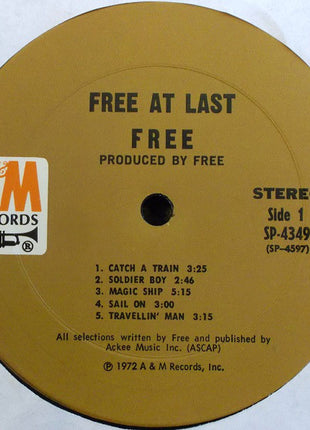 FREE AT LAST
FREE
PRODUCED BY FREE
&M
RECORDS
®
STEREO
Side 1
SP-4349
(SP-4597)
1. CATCH A TRAIN 3:25
2. SOLDIER BOY 2:46
3. MAGIC SHIP 5:15
4. SAIL ON 3:00
5. TRAVELLIN' MAN 3:15
All selections written by Free and published by
Ackee Music Inc. (ASCAP)
℗ 1972 A & M Records, Inc.